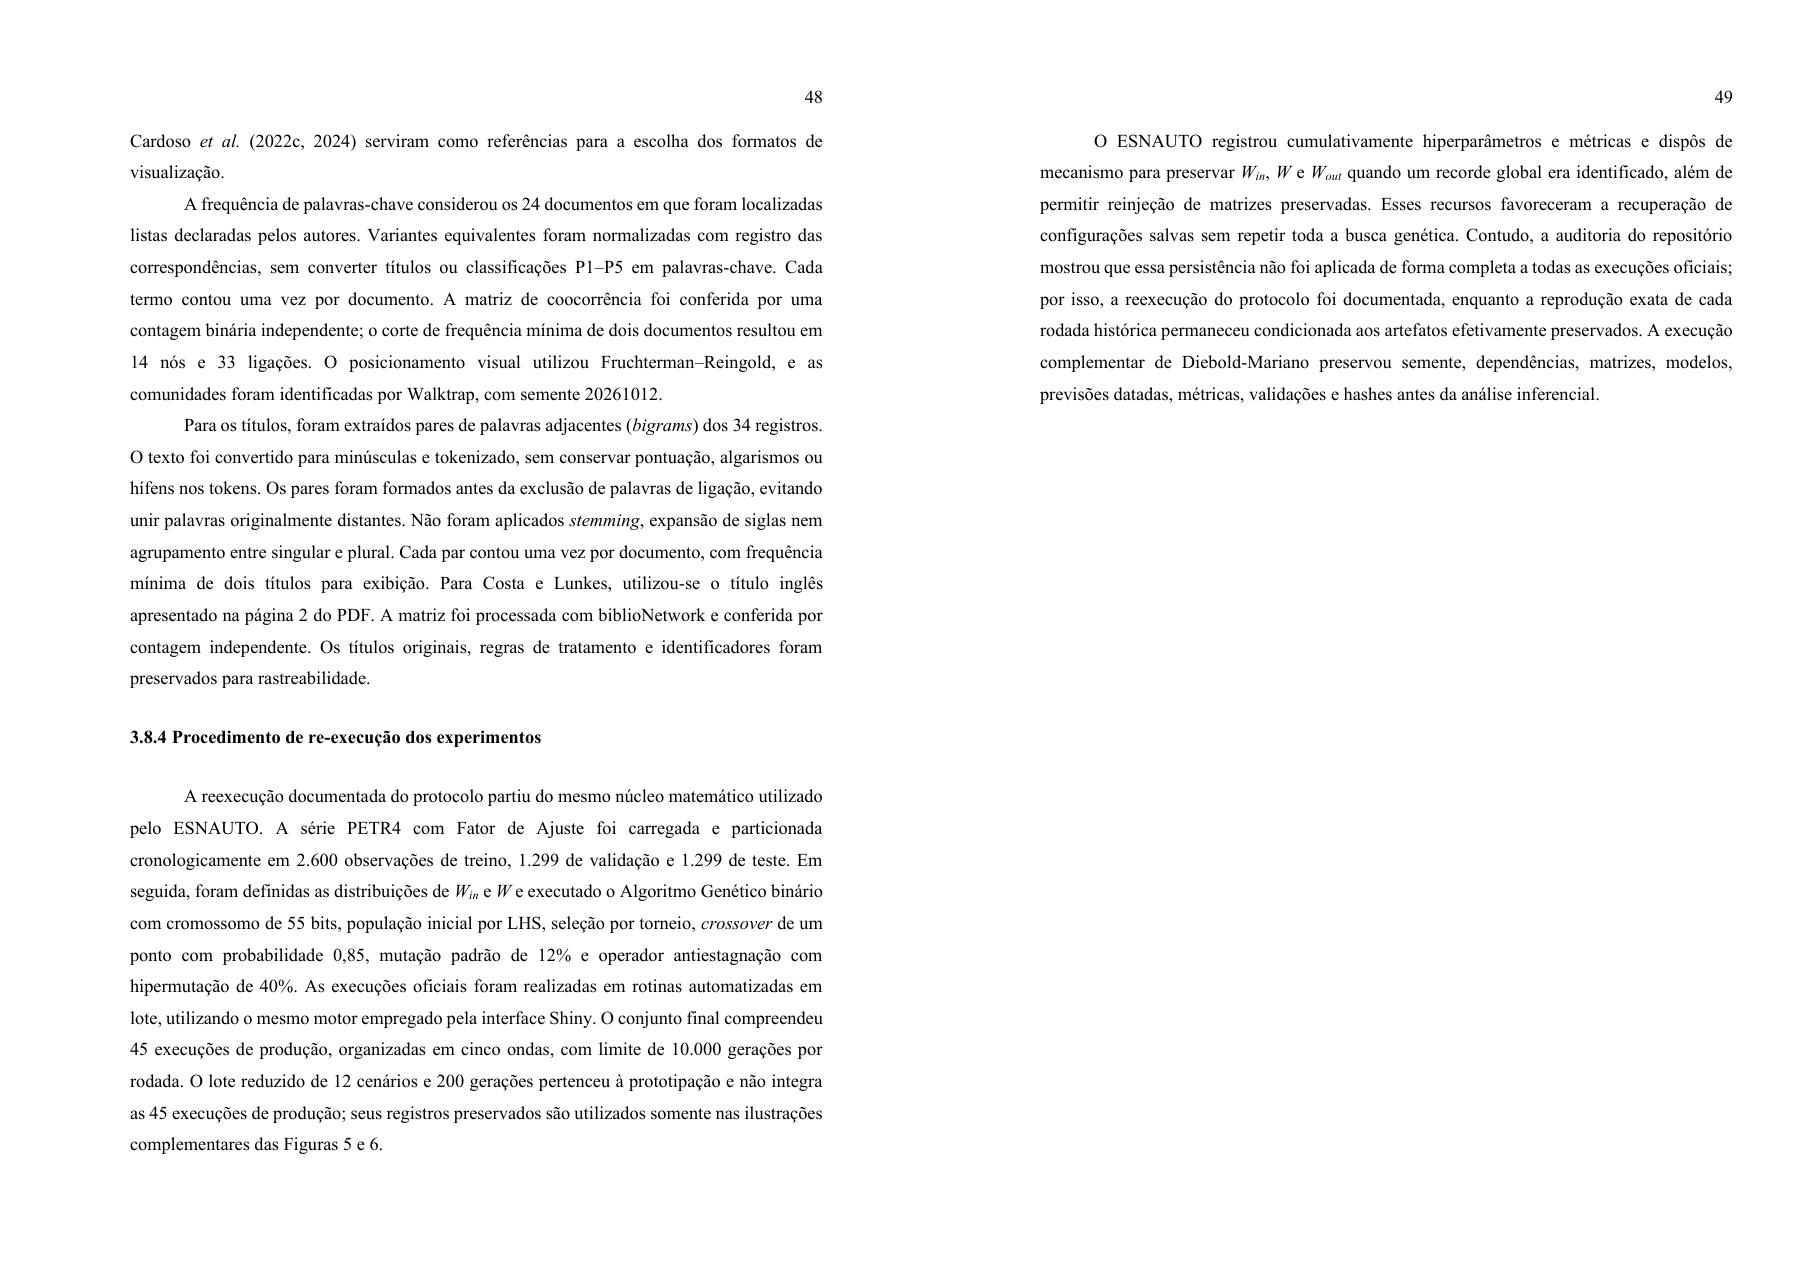 48
Cardoso et al. (2022c, 2024) serviram como referências para a escolha dos formatos de
visualização.
A frequência de palavras-chave considerou os 24 documentos em que foram localizadas
listas declaradas pelos autores. Variantes equivalentes foram normalizadas com registro das
correspondências, sem converter títulos ou classificações P1–P5 em palavras-chave. Cada
termo contou uma vez por documento. A matriz de coocorrência foi conferida por uma
contagem binária independente; o corte de frequência mínima de dois documentos resultou em
14 nós e 33 ligações. O posicionamento visual utilizou Fruchterman–Reingold, e as
comunidades foram identificadas por Walktrap, com semente 20261012.
Para os títulos, foram extraídos pares de palavras adjacentes (bigrams) dos 34 registros.
O texto foi convertido para minúsculas e tokenizado, sem conservar pontuação, algarismos ou
hífens nos tokens. Os pares foram formados antes da exclusão de palavras de ligação, evitando
unir palavras originalmente distantes. Não foram aplicados stemming, expansão de siglas nem
agrupamento entre singular e plural. Cada par contou uma vez por documento, com frequência
mínima de dois títulos para exibição. Para Costa e Lunkes, utilizou-se o título inglês
apresentado na página 2 do PDF. A matriz foi processada com biblioNetwork e conferida por
contagem independente. Os títulos originais, regras de tratamento e identificadores foram
preservados para rastreabilidade.
3.8.4 Procedimento de re-execução dos experimentos
A reexecução documentada do protocolo partiu do mesmo núcleo matemático utilizado
pelo ESNAUTO. A série PETR4 com Fator de Ajuste foi carregada e particionada
cronologicamente em 2.600 observações de treino, 1.299 de validação e 1.299 de teste. Em
seguida, foram definidas as distribuições de Win e W e executado o Algoritmo Genético binário
com cromossomo de 55 bits, população inicial por LHS, seleção por torneio, crossover de um
ponto com probabilidade 0,85, mutação padrão de 12% e operador antiestagnação com
hipermutação de 40%. As execuções oficiais foram realizadas em rotinas automatizadas em
lote, utilizando o mesmo motor empregado pela interface Shiny. O conjunto final compreendeu
45 execuções de produção, organizadas em cinco ondas, com limite de 10.000 gerações por
rodada. O lote reduzido de 12 cenários e 200 gerações pertenceu à prototipação e não integra
as 45 execuções de produção; seus registros preservados são utilizados somente nas ilustrações
complementares das Figuras 5 e 6.
49
O ESNAUTO registrou cumulativamente hiperparâmetros e métricas e dispôs de
mecanismo para preservar Win, W e Wout quando um recorde global era identificado, além de
permitir reinjeção de matrizes preservadas. Esses recursos favoreceram a recuperação de
configurações salvas sem repetir toda a busca genética. Contudo, a auditoria do repositório
mostrou que essa persistência não foi aplicada de forma completa a todas as execuções oficiais;
por isso, a reexecução do protocolo foi documentada, enquanto a reprodução exata de cada
rodada histórica permaneceu condicionada aos artefatos efetivamente preservados. A execução
complementar de Diebold-Mariano preservou semente, dependências, matrizes, modelos,
previsões datadas, métricas, validações e hashes antes da análise inferencial.